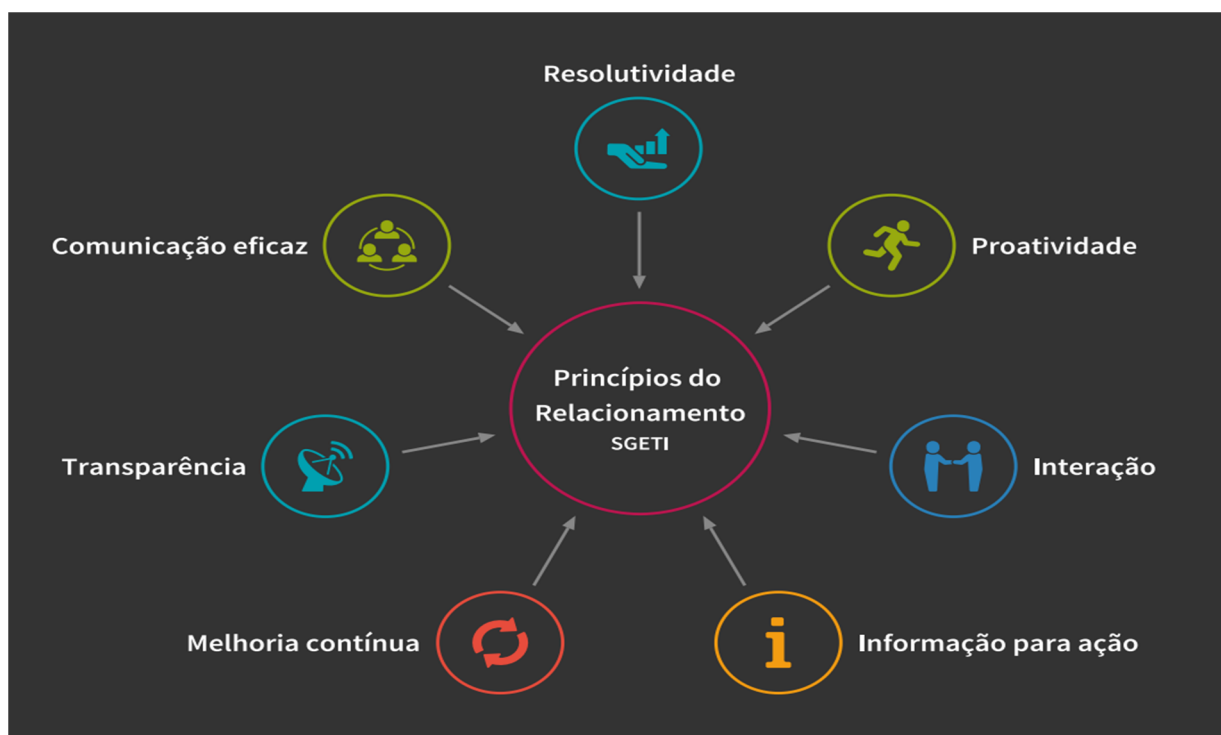 Resolutividade
Comunicação eficaz
Proatividade
Princípios do
Relacionamento
SGETI
Transparência
Interação
Melhoria contínua
Informação para ação